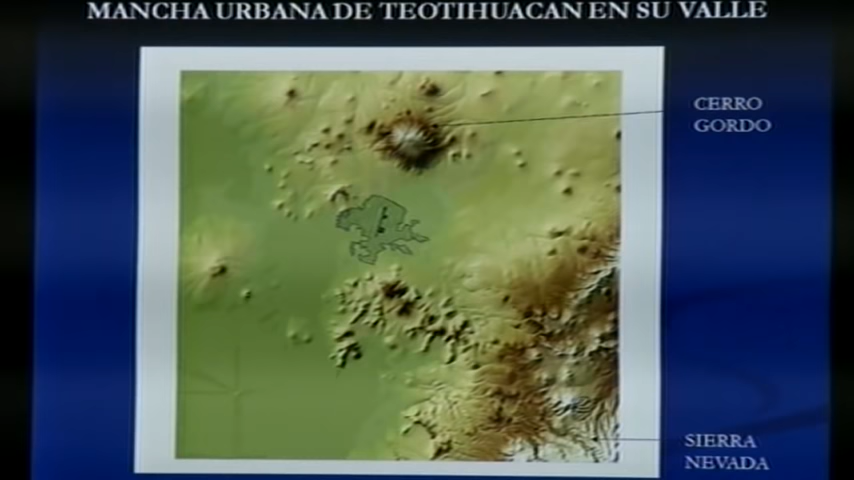 MANCHA URBANA DE TEOTIHUACAN EN SU VALLE
CERRO
GORDO
SIERRA
NEVADA